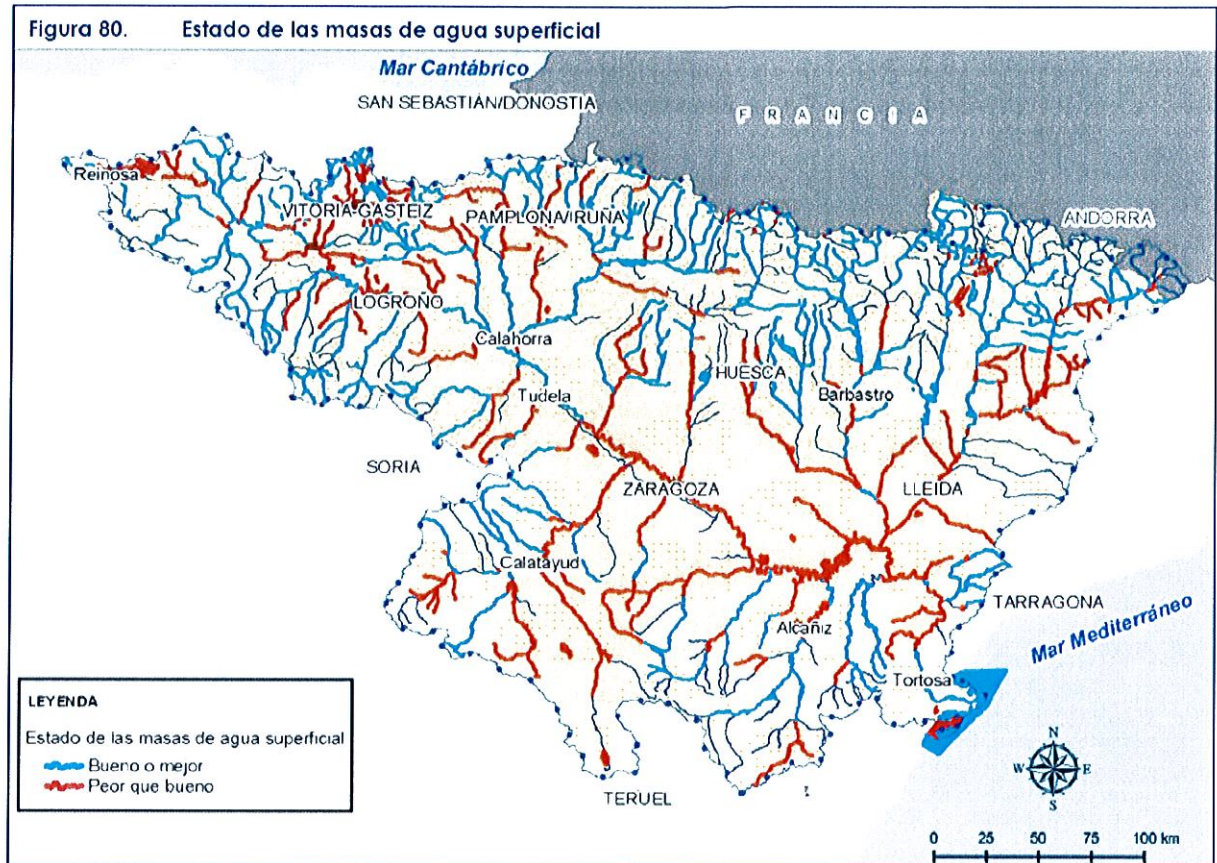 Figura 80. Estado de las masas de agua superficial
Mar Cantábrico
SAN SEBASTIÁN/DONOSTIA
FRANCIA
Reinosa
VITORIA-GASTEIZ
PAMPLONA/IRUÑA
ANDORRA
LOGROÑO
Calahorra
HUESCA
Barbastro
Tudela
SORIA
ZARAGOZA
LLEIDA
Calatayud
TARRAGONA
Mar Mediterráneo
Alcañiz
Tortosa
TERUEL
LEYENDA
Estado de las masas de agua superficial
Bueno o mejor
Peor que bueno
N
W E
S
0 25 50 75 100 km